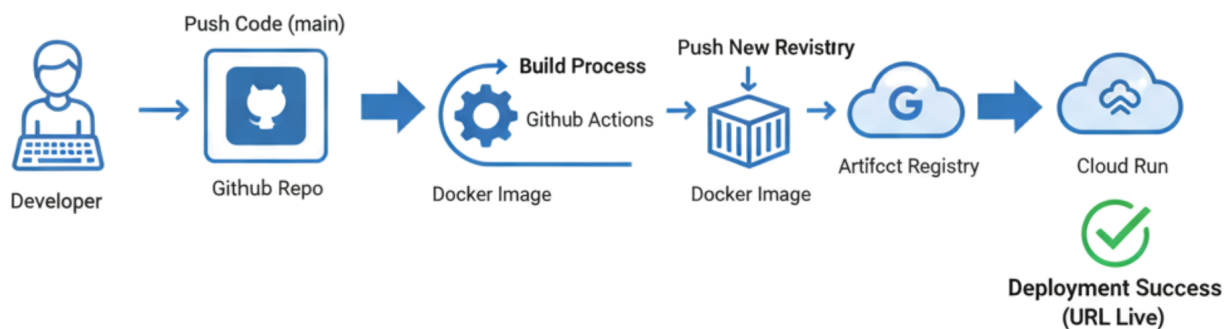 Push Code (main)
Developer
Github Repo
Build Process
Github Actions
Docker Image
Push New Revistry
Docker Image
G
Artifcct Registry
Cloud Run
Deployment Success
(URL Live)